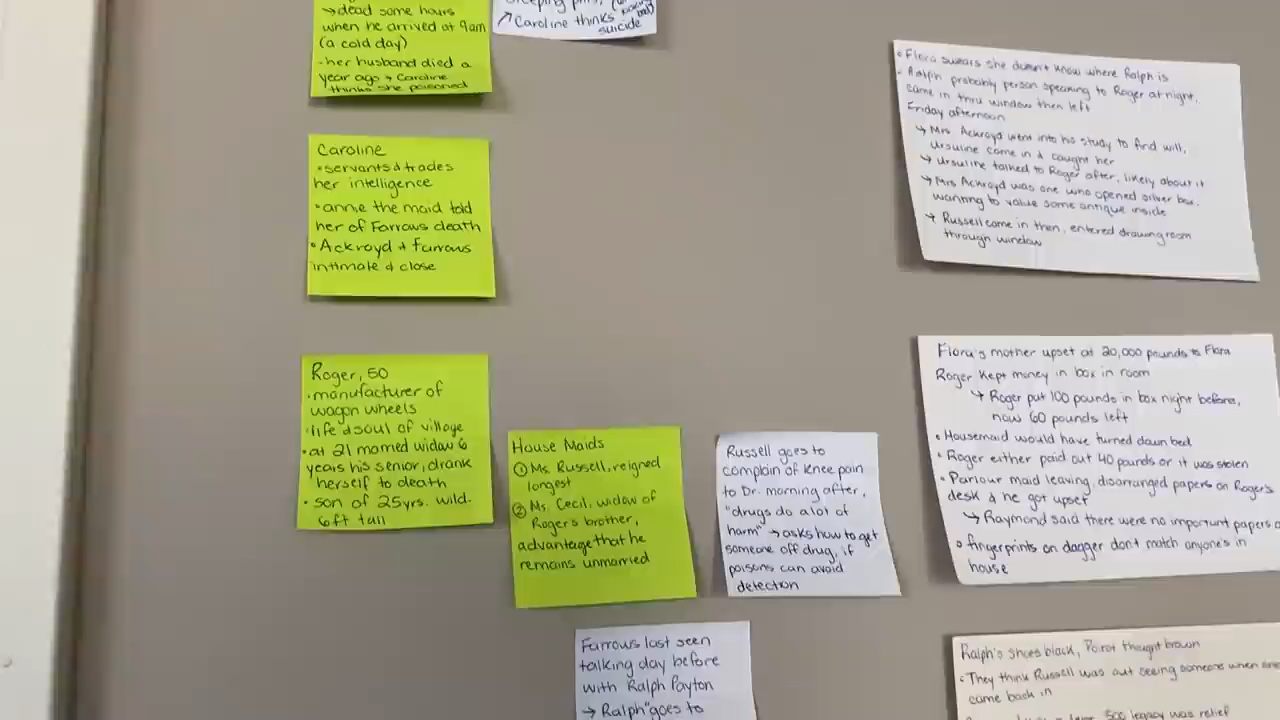 →dead some hours
when he arrived at 9am
(a cold day)
-her husband died a
year ago → Caroline
thinks she poisoned
↗Caroline thinks
suicide
Caroline
•servants & trades
her intelligence
•annie the maid told
her of Farrous death
•Ackroyd + farrous
intimate & close
Roger, 50
•manufacturer of
wagon wheels
•life & soul of village
•at 21 married widow 6
years his senior, drank
herself to death
•son of 25yrs. wild.
6ft tall
House Maids
① Ms. Russell, reigned
longest
② Ms. Cecil, widow of
Roger's brother,
advantage that he
remains unmarried
Russell goes to
complain of knee pain
to Dr. morning after,
"drugs do a lot of
harm" → asks how to get
someone off drug, if
poisons can avoid
detection
Farrous last seen
talking day before
with Ralph Payton
→ Ralph goes to
•Flora swears she doesn't know where Ralph is
•Ralph probably person speaking to Roger at night,
came in thru window then left
Friday afternoon
↳ Mrs. Ackroyd went into his study to find will,
Ursuline came in & caught her
↳ Ursuline talked to Roger after, likely about it
↳ Mrs Ackroyd was one who opened silver box,
wanting to value some antique inside
↳ Russell came in then, entered drawing room
through window
Flora's mother upset at 20,000 pounds to Flora
Roger kept money in box in room
↳ Roger put 100 pounds in box night before,
now 60 pounds left
•Housemaid would have turned down bed
•Roger either paid out 40 pounds or it was stolen
•Parlour maid leaving, disarranged papers on Roger's
desk & he got upset
↳ Raymond said there were no important papers
•fingerprints on dagger don't match anyone's in
house
Ralph's shoes black, Poirot thought brown
•They think Russell was out seeing someone when
came back in
500 legacy was relief